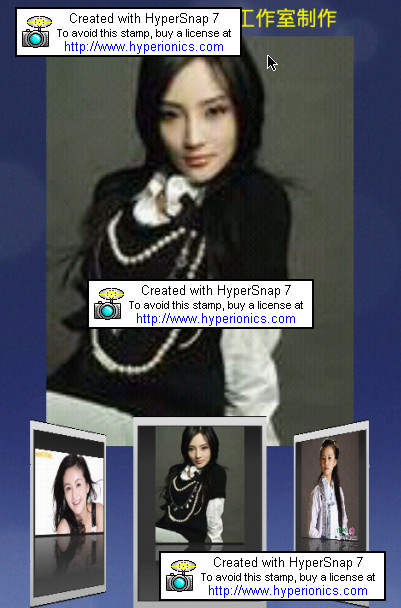 Created with HyperSnap 7
To avoid this stamp, buy a license at
http://www.hyperionics.com
工作室制作
Created with HyperSnap 7
To avoid this stamp, buy a license at
http://www.hyperionics.com
Created with HyperSnap 7
To avoid this stamp, buy a license at
http://www.hyperionics.com